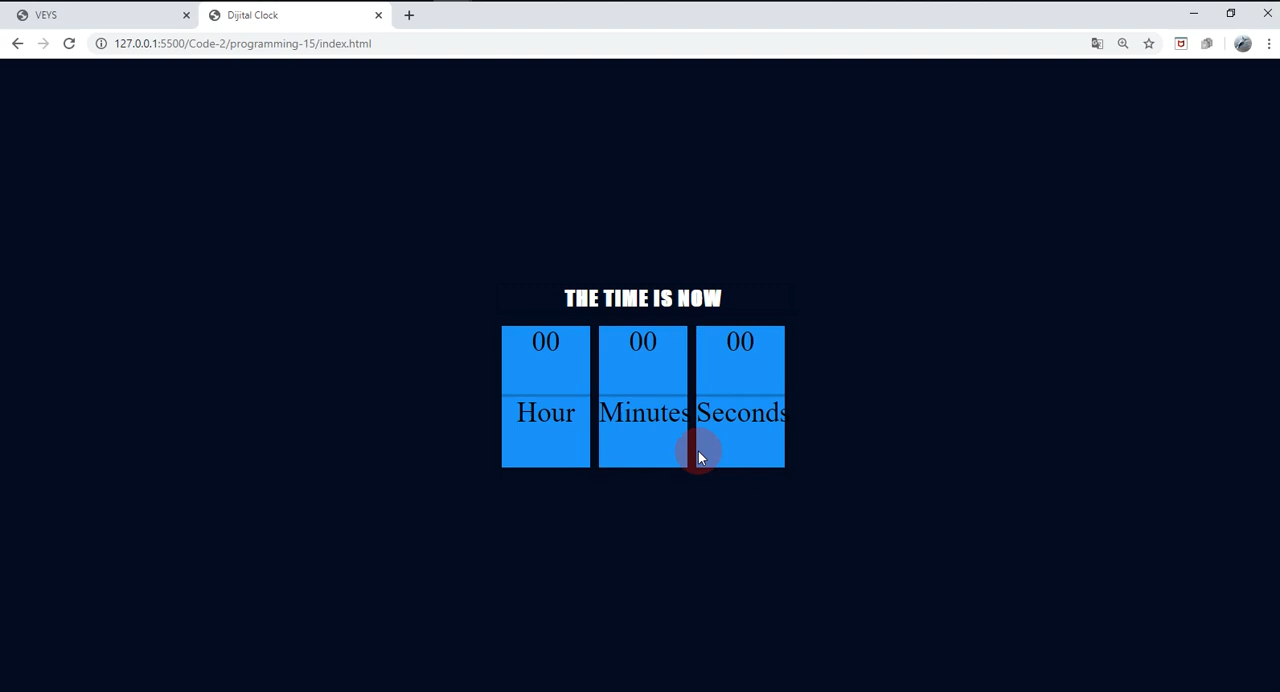 VEYS
Dijital Clock
127.0.0.1:5500/Code-2/programming-15/index.html
THE TIME IS NOW
00 00 00
Hour Minutes Seconds